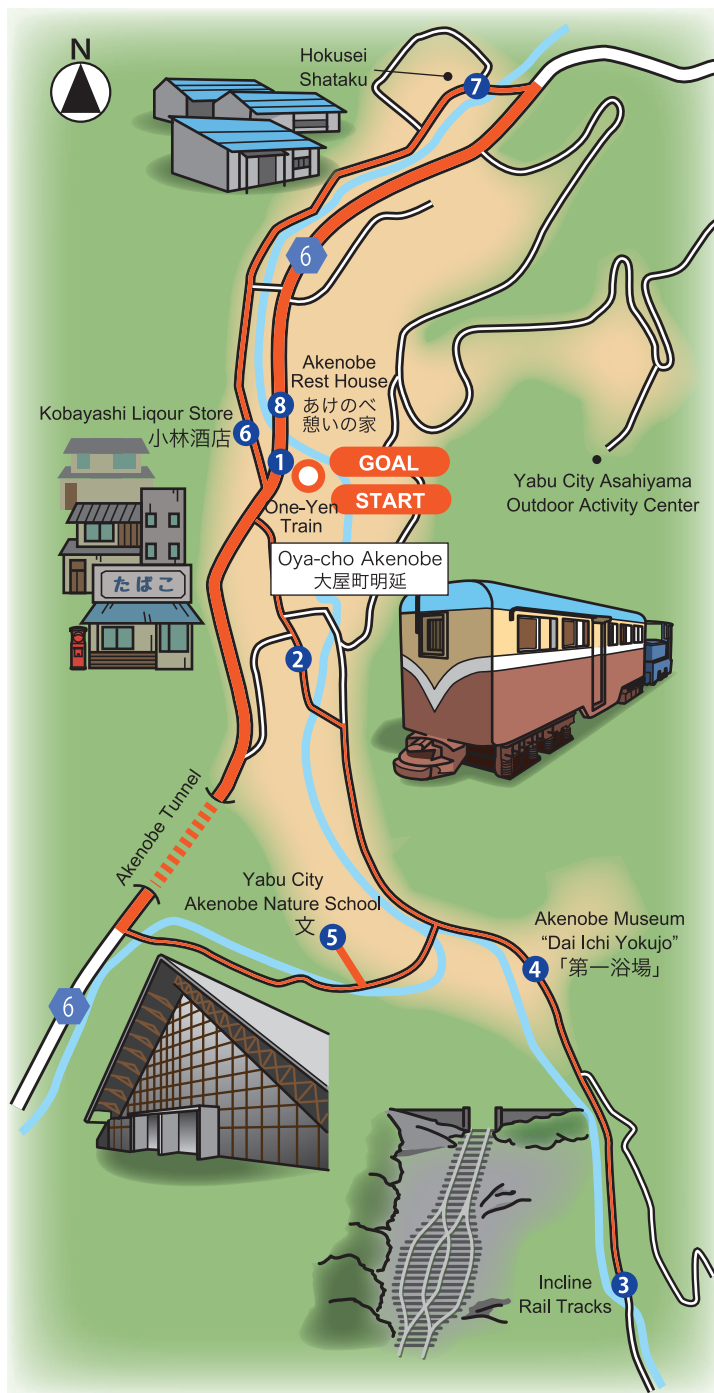 N
Hokusei
Shataku
7
6
Akenobe
Rest House
8
あけのべ
憩いの家
Kobayashi Liqour Store
小林酒店
6
1
GOAL
START
One-Yen
Train
Yabu City Asahiyama
Outdoor Activity Center
たばこ
Oya-cho Akenobe
大屋町明延
2
Akenobe Tunnel
Yabu City
Akenobe Nature School
文
5
Akenobe Museum
“Dai Ichi Yokujo”
「第一浴場」
4
6
Incline
Rail Tracks
3